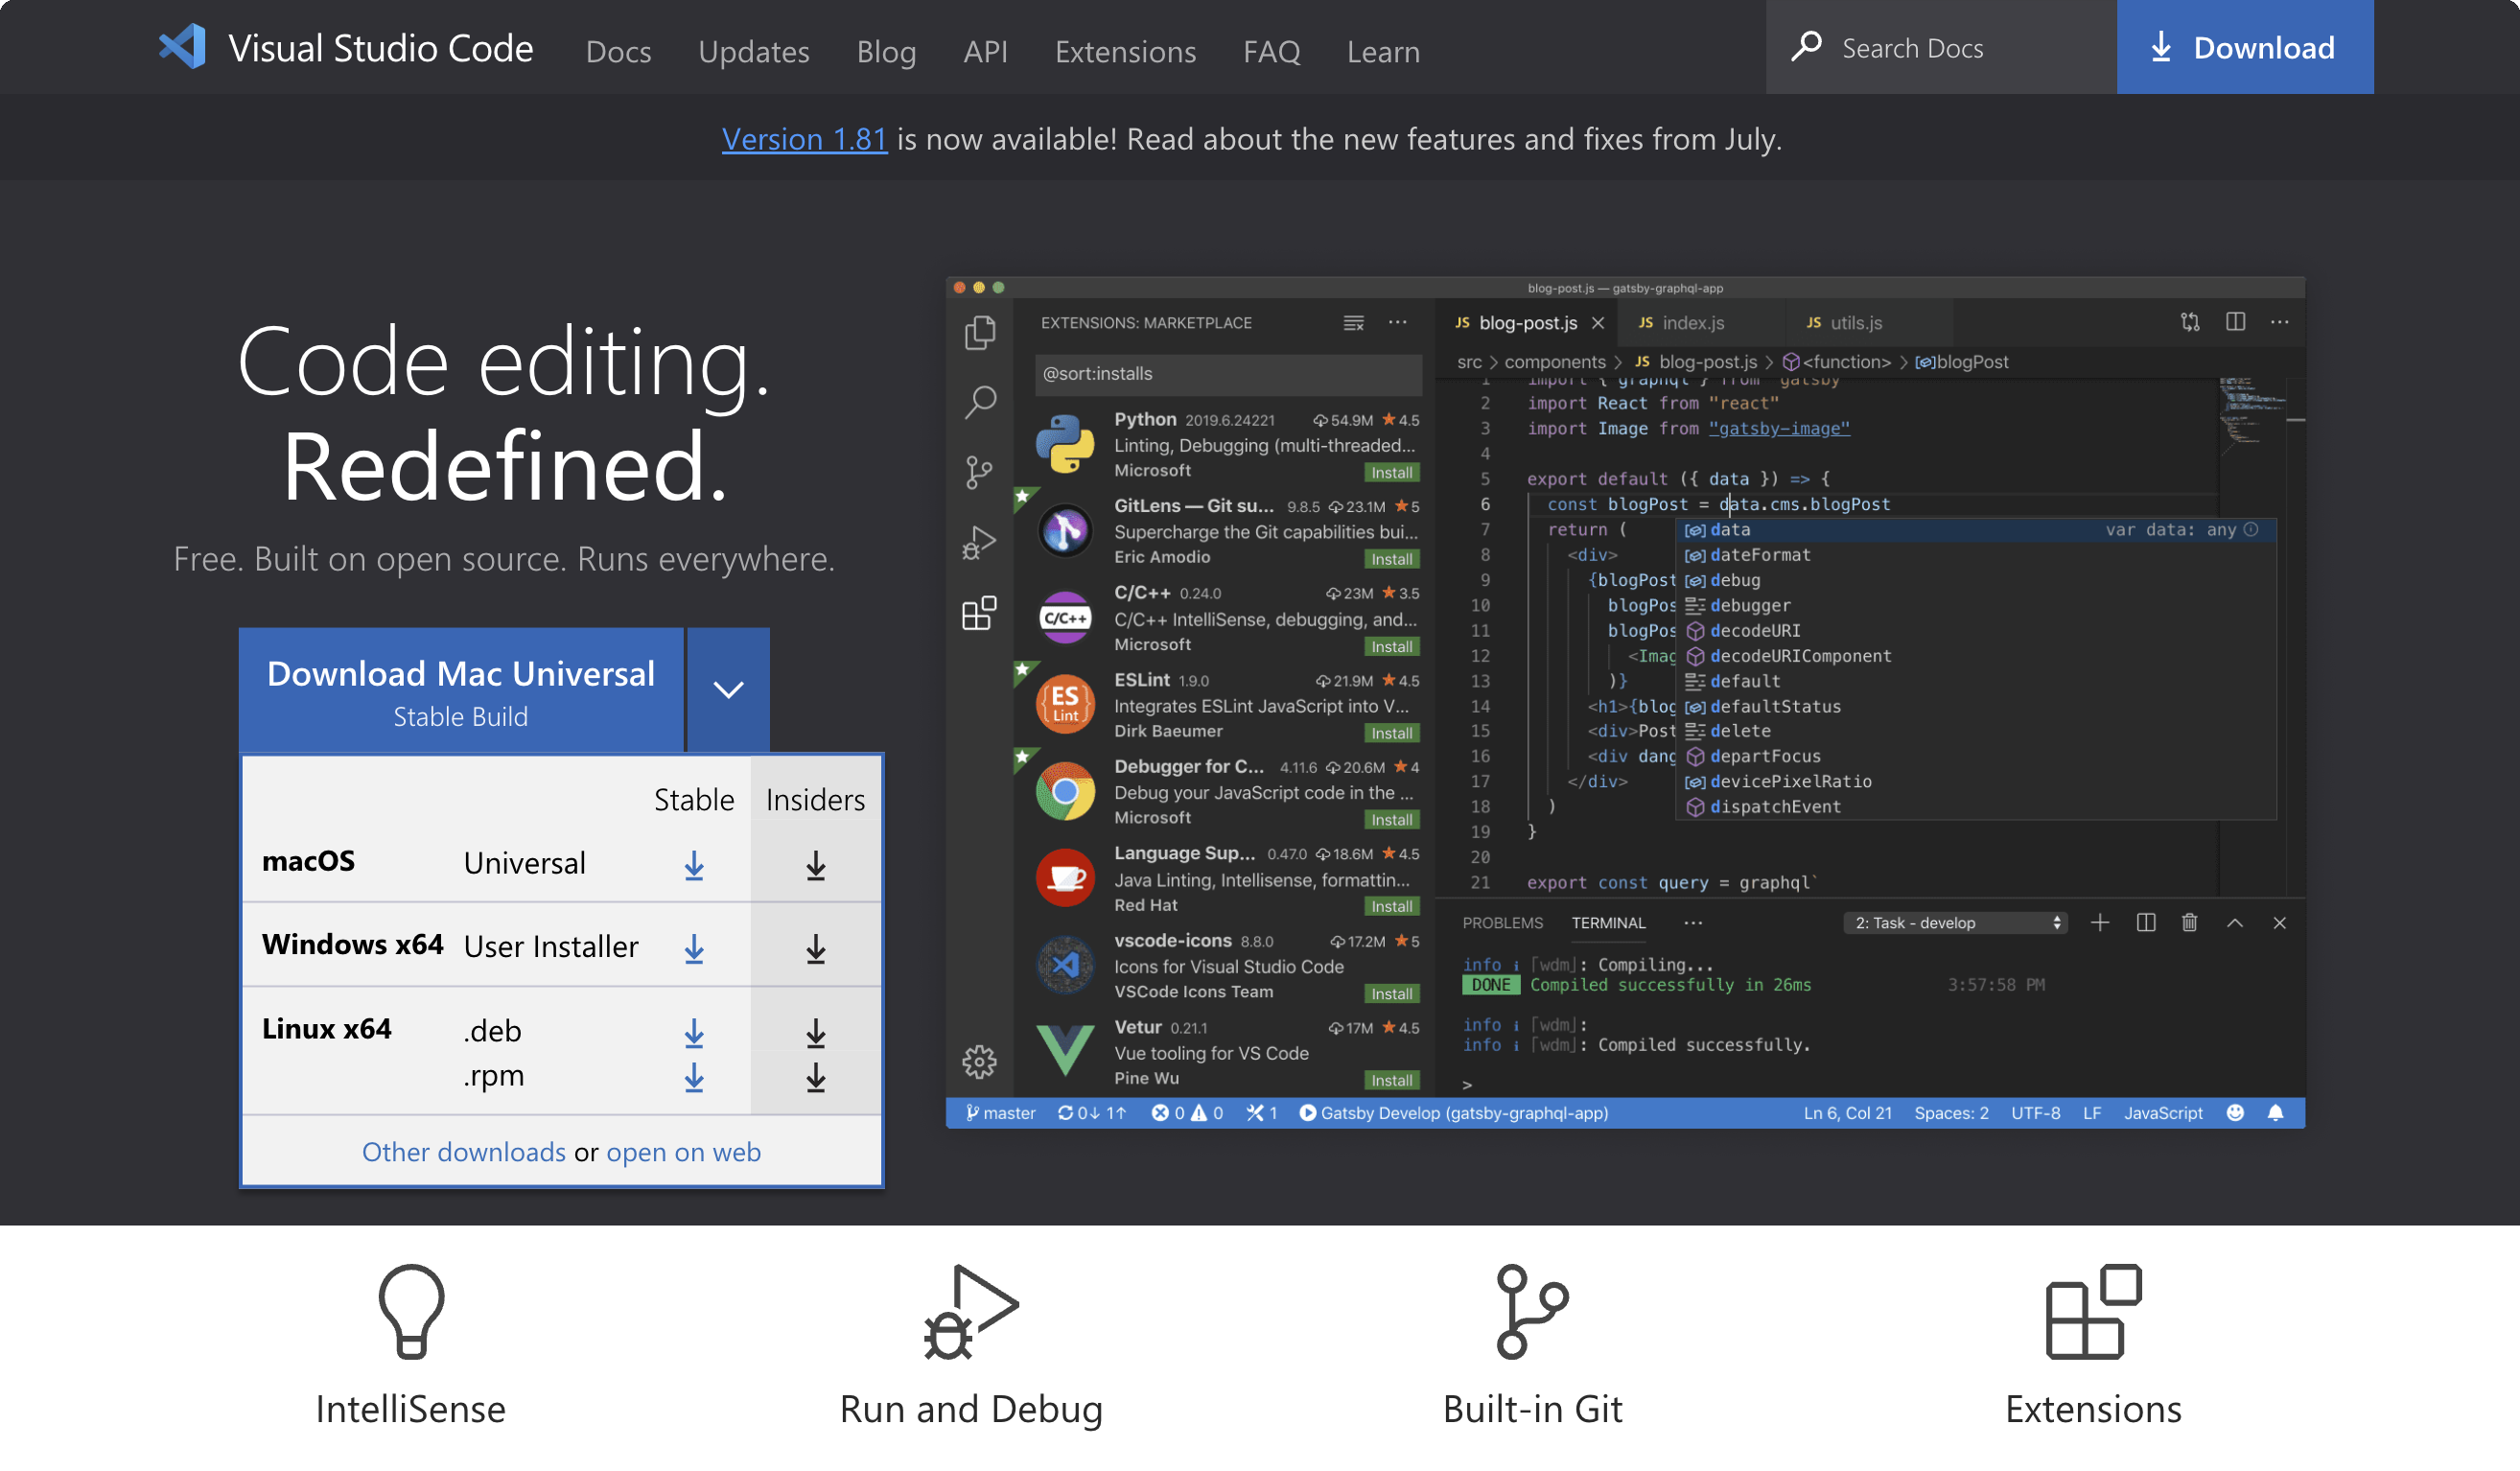 Visual Studio Code Docs Updates Blog API Extensions FAQ Learn Search Docs Download
Version 1.81 is now available! Read about the new features and fixes from July.
Code editing.
Redefined.
Free. Built on open source. Runs everywhere.
Download Mac Universal
Stable Build
Stable Insiders
macOS Universal
Windows x64 User Installer
Linux x64 .deb
.rpm
Other downloads or open on web
blog-post.js — gatsby-graphql-app
EXTENSIONS: MARKETPLACE
@sort:installs
Python 2019.6.24221 54.9M 4.5
Linting, Debugging (multi-threaded...
Microsoft Install
GitLens — Git su... 9.8.5 23.1M 5
Supercharge the Git capabilities bui...
Eric Amodio Install
C/C++
C/C++ 0.24.0 23M 3.5
C/C++ IntelliSense, debugging, and...
Microsoft Install
ES
Lint
ESLint 1.9.0 21.9M 4.5
Integrates ESLint JavaScript into V...
Dirk Baeumer Install
Debugger for C... 4.11.6 20.6M 4
Debug your JavaScript code in the ...
Microsoft Install
Language Sup... 0.47.0 18.6M 4.5
Java Linting, Intellisense, formattin...
Red Hat Install
vscode-icons 8.8.0 17.2M 5
Icons for Visual Studio Code
VSCode Icons Team Install
Vetur 0.21.1 17M 4.5
Vue tooling for VS Code
Pine Wu Install
JS blog-post.js JS index.js JS utils.js
src > components > JS blog-post.js > <function> > blogPost
1 import { graphql } from "gatsby"
2 import React from "react"
3 import Image from "gatsby-image"
4
5 export default ({ data }) => {
6 const blogPost = data.cms.blogPost
7 return (
8 <div>
9 {blogPost
10 blogPos
11 blogPos
12 <Imag
13 )}
14 <h1>{blog
15 <div>Post
16 <div dang
17 </div>
18 )
19 }
20
21 export const query = graphql`
data var data: any
dateFormat
debug
debugger
decodeURI
decodeURIComponent
default
defaultStatus
delete
departFocus
devicePixelRatio
dispatchEvent
PROBLEMS TERMINAL ··· 2: Task - develop
info i ｢wdm｣: Compiling...
DONE Compiled successfully in 26ms 3:57:58 PM
info i ｢wdm｣:
info i ｢wdm｣: Compiled successfully.
>
master 0↓ 1↑ 0 0 1 Gatsby Develop (gatsby-graphql-app) Ln 6, Col 21 Spaces: 2 UTF-8 LF JavaScript
IntelliSense
Run and Debug
Built-in Git
Extensions